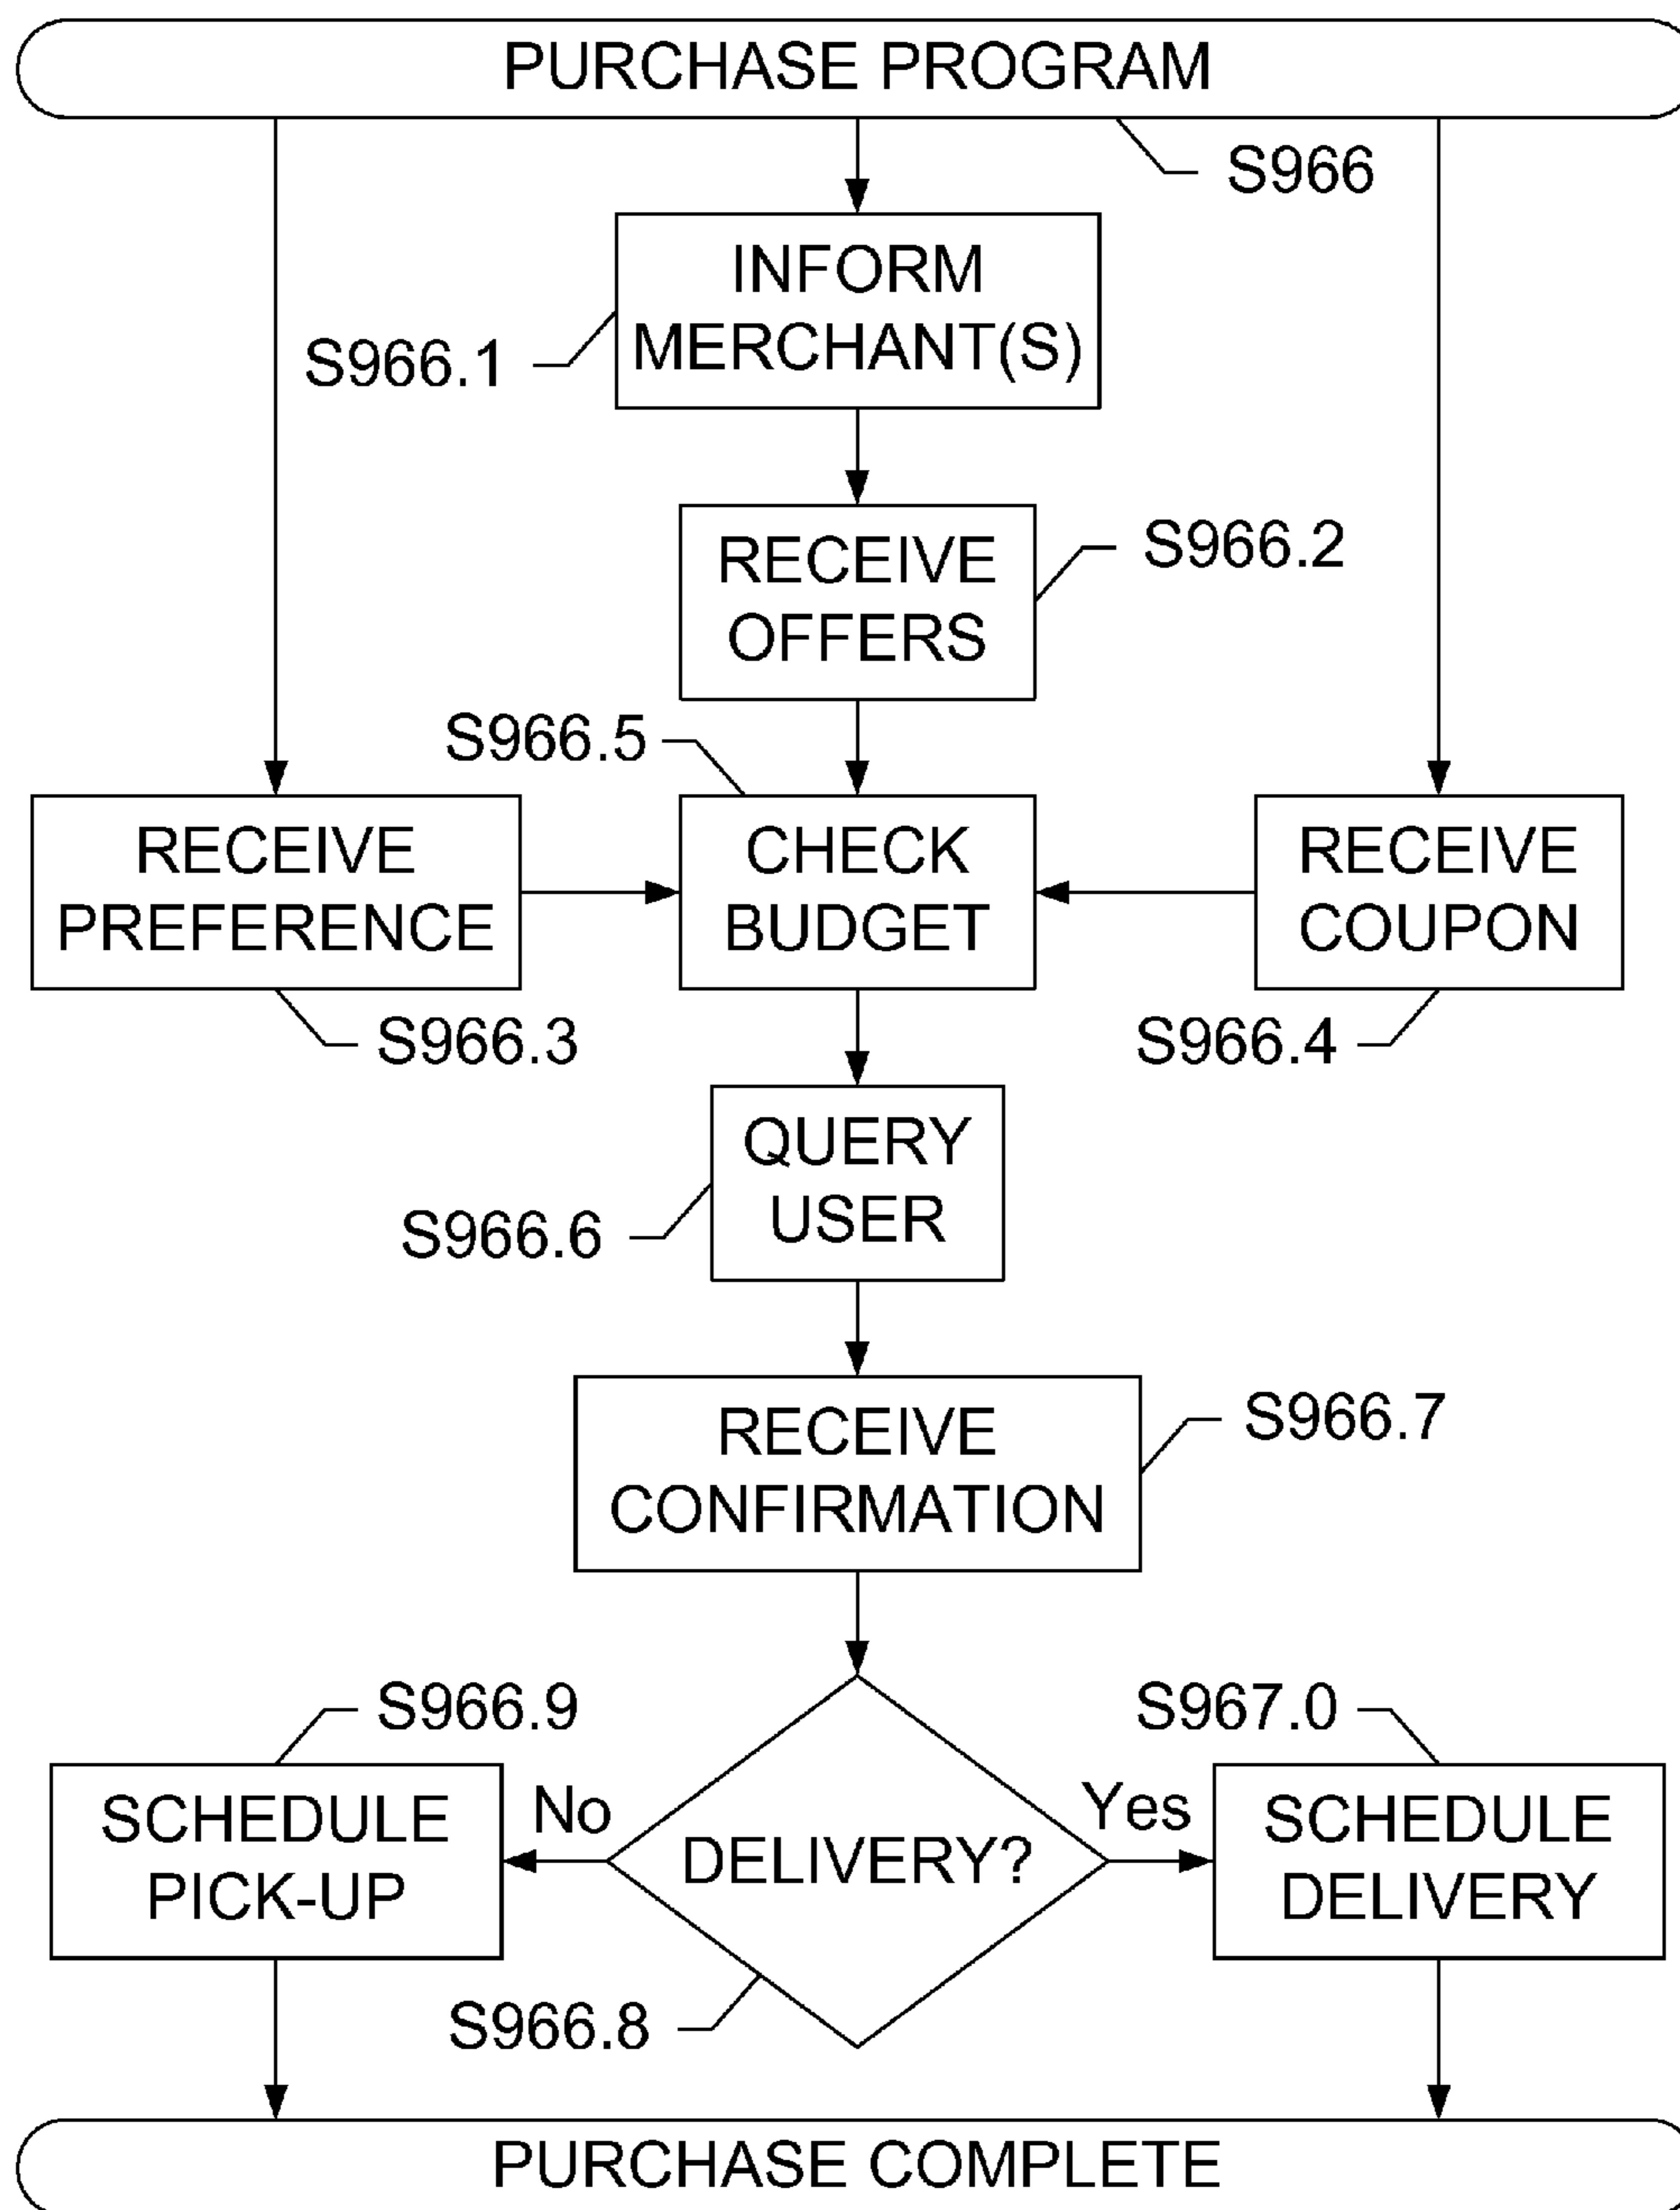 PURCHASE PROGRAM
S966
INFORM
MERCHANT(S)
S966.1
RECEIVE
OFFERS
S966.2
S966.5
RECEIVE
PREFERENCE
CHECK
BUDGET
RECEIVE
COUPON
S966.3
S966.4
QUERY
USER
S966.6
RECEIVE
CONFIRMATION
S966.7
S966.9
S967.0
SCHEDULE
PICK-UP
No
DELIVERY?
Yes
SCHEDULE
DELIVERY
S966.8
PURCHASE COMPLETE